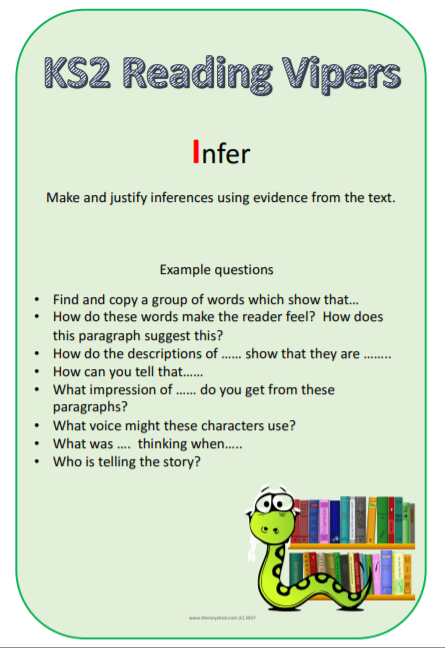 KS2 Reading Vipers
Infer
Make and justify inferences using evidence from the text.
Example questions
• Find and copy a group of words which show that…
• How do these words make the reader feel? How does
this paragraph suggest this?
• How do the descriptions of …… show that they are ……..
• How can you tell that……
• What impression of …… do you get from these
paragraphs?
• What voice might these characters use?
• What was …. thinking when…..
• Who is telling the story?
www.literacyshed.com (C) 2017